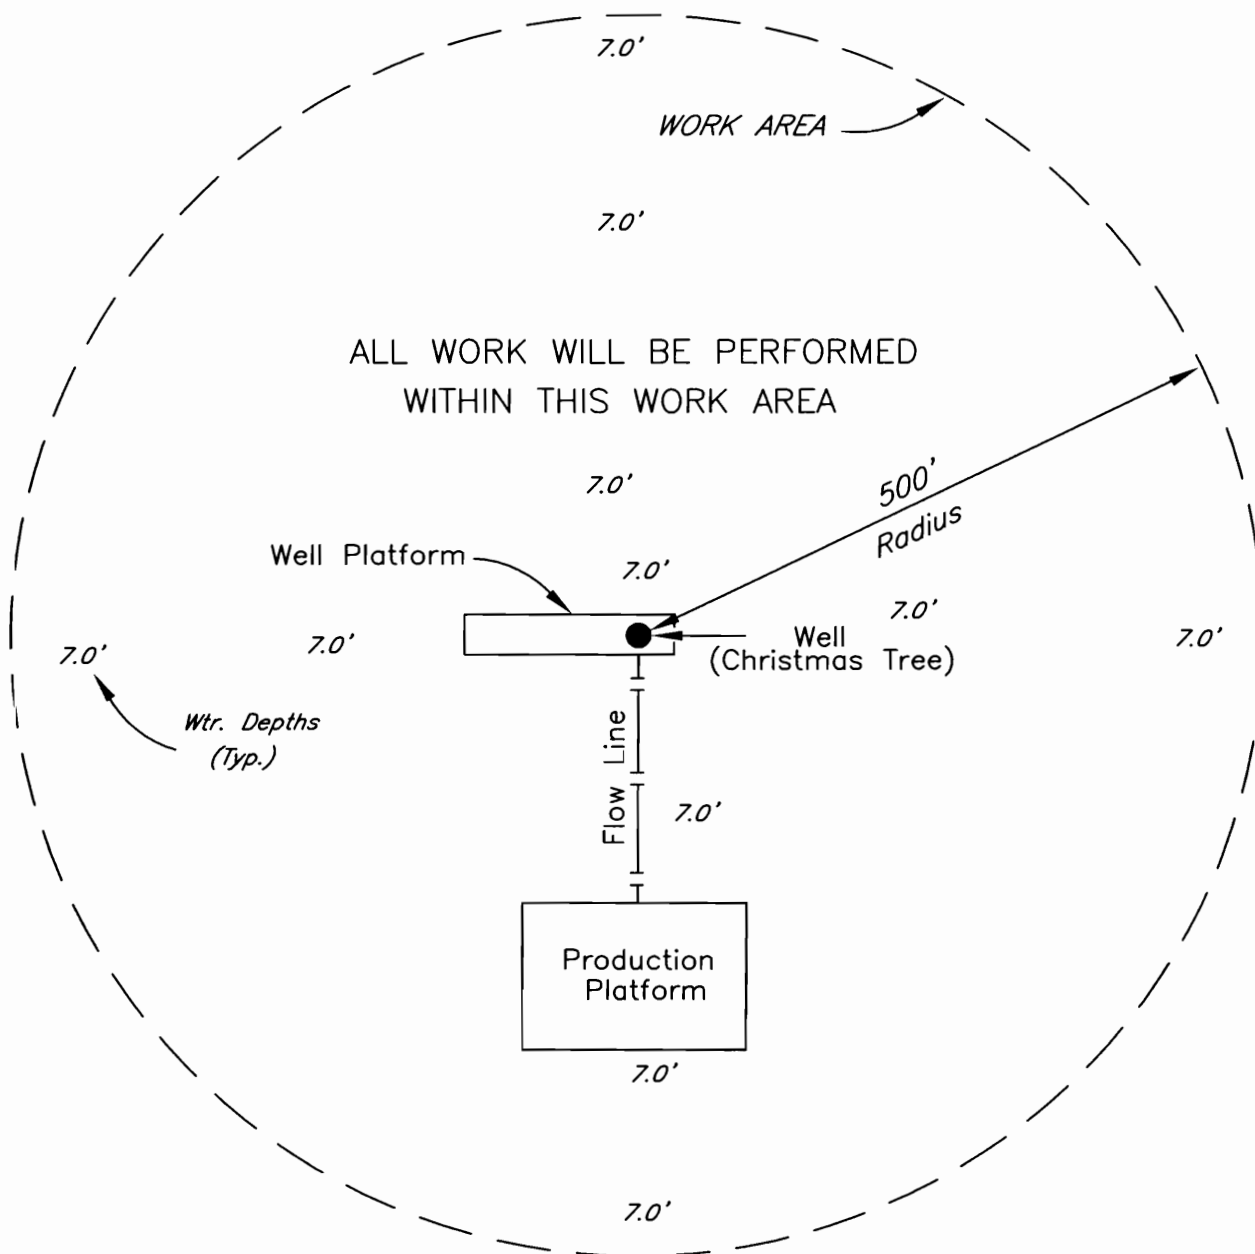 7.0'
WORK AREA
7.0'
ALL WORK WILL BE PERFORMED
WITHIN THIS WORK AREA
7.0'
500'
Radius
Well Platform
7.0'
7.0'
7.0'
7.0'
Well
(Christmas Tree)
7.0'
Wtr. Depths
(Typ.)
Flow Line
7.0'
Production
Platform
7.0'
7.0'